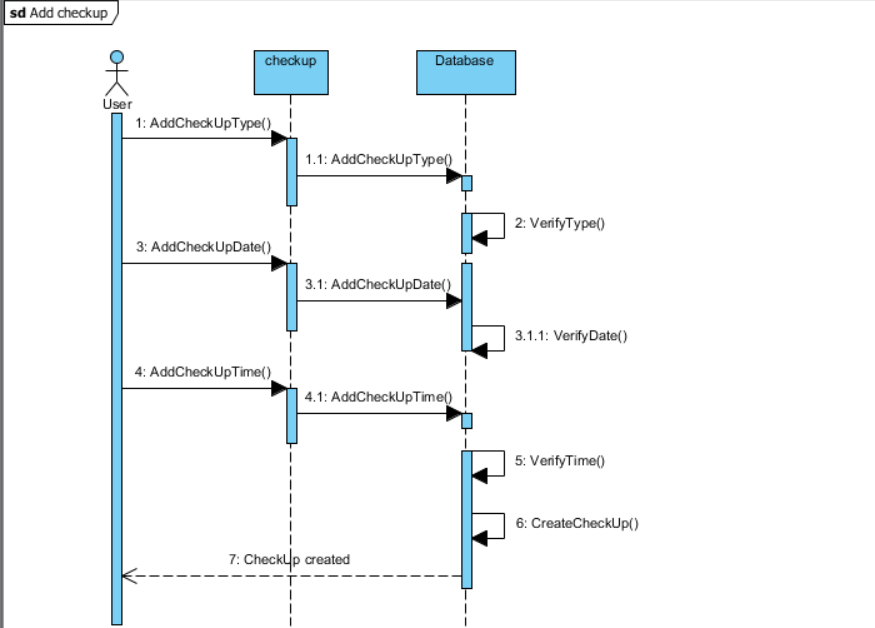 sd Add checkup
checkup
Database
User
1: AddCheckUpType()
1.1: AddCheckUpType()
2: VerifyType()
3: AddCheckUpDate()
3.1: AddCheckUpDate()
3.1.1: VerifyDate()
4: AddCheckUpTime()
4.1: AddCheckUpTime()
5: VerifyTime()
6: CreateCheckUp()
7: CheckUp created